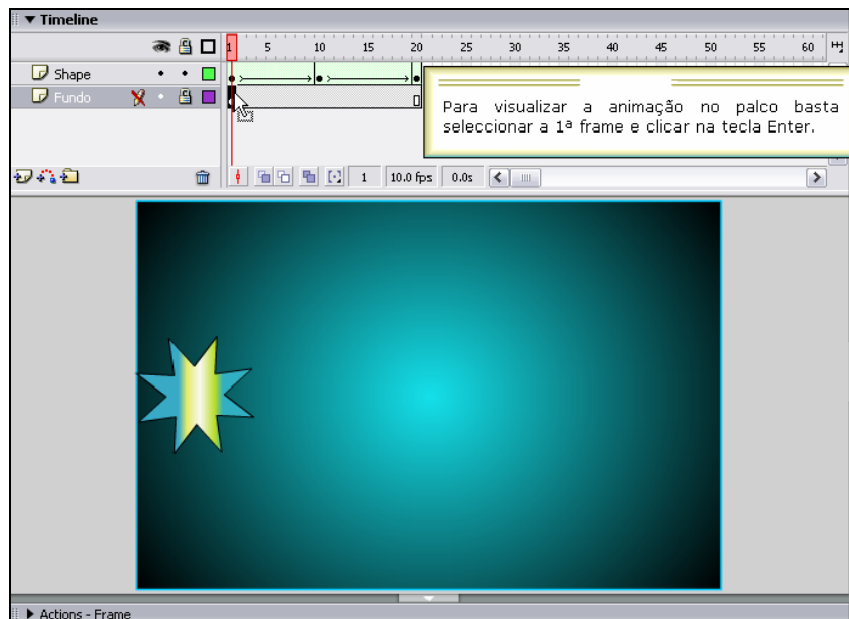 Timeline
1 5 10 15 20 25 30 35 40 45 50 55 60
Shape
Fundo
Para visualizar a animação no palco basta
seleccionar a 1ª frame e clicar na tecla Enter.
1 10.0 fps 0.0s
Actions - Frame